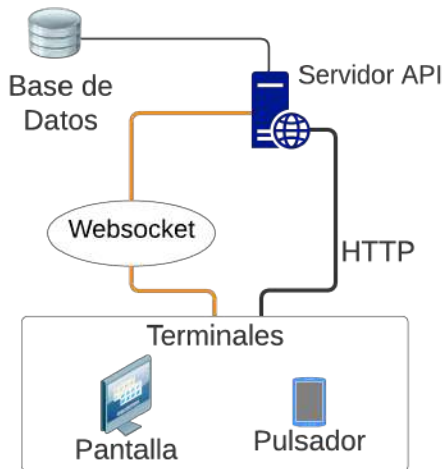 Servidor API
Base de
Datos
Websocket
HTTP
Terminales
Pantalla
Pulsador